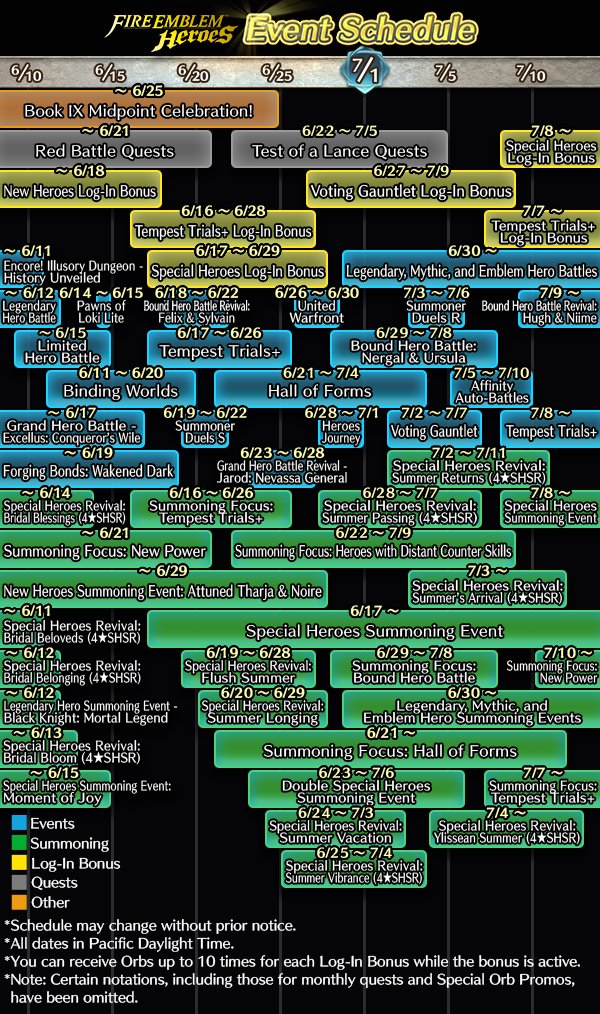 FIRE EMBLEM
Heroes
Event Schedule
6/10 6/15 6/20 6/25 7/1 7/5 7/10
~ 6/25
Book IX Midpoint Celebration!
~ 6/21
Red Battle Quests
6/22 ~ 7/5
Test of a Lance Quests
7/8 ~
Special Heroes
Log-In Bonus
~ 6/18
New Heroes Log-In Bonus
6/27 ~ 7/9
Voting Gauntlet Log-In Bonus
6/16 ~ 6/28
Tempest Trials+ Log-In Bonus
7/7 ~
Tempest Trials+
Log-In Bonus
~ 6/11
Encore! Illusory Dungeon -
History Unveiled
6/17 ~ 6/29
Special Heroes Log-In Bonus
6/30 ~
Legendary, Mythic, and Emblem Hero Battles
~ 6/12
Legendary
Hero Battle
6/14 ~ 6/15
Pawns of
Loki Lite
6/18 ~ 6/22
Bound Hero Battle Revival:
Felix & Sylvain
6/26 ~ 6/30
United
Warfront
7/3 ~ 7/6
Summoner
Duels R
7/9 ~
Bound Hero Battle Revival:
Hugh & Niime
~ 6/15
Limited
Hero Battle
6/17 ~ 6/26
Tempest Trials+
6/29 ~ 7/8
Bound Hero Battle:
Nergal & Ursula
6/11 ~ 6/20
Binding Worlds
6/21 ~ 7/4
Hall of Forms
7/5 ~ 7/10
Affinity
Auto-Battles
~ 6/17
Grand Hero Battle -
Excellus: Conqueror's Wile
6/19 ~ 6/22
Summoner
Duels S
6/28 ~ 7/1
Heroes
Journey
7/2 ~ 7/7
Voting Gauntlet
7/8 ~
Tempest Trials+
~ 6/19
Forging Bonds: Wakened Dark
6/23 ~ 6/28
Grand Hero Battle Revival -
Jarod: Nevassa General
7/2 ~ 7/11
Special Heroes Revival:
Summer Returns (4★SHSR)
~ 6/14
Special Heroes Revival:
Bridal Blessings (4★SHSR)
6/16 ~ 6/26
Summoning Focus:
Tempest Trials+
6/28 ~ 7/7
Special Heroes Revival:
Summer Passing (4★SHSR)
7/8 ~
Special Heroes
Summoning Event
~ 6/21
Summoning Focus: New Power
6/22 ~ 7/9
Summoning Focus: Heroes with Distant Counter Skills
~ 6/29
New Heroes Summoning Event: Attuned Tharja & Noire
7/3 ~
Special Heroes Revival:
Summer's Arrival (4★SHSR)
~ 6/11
Special Heroes Revival:
Bridal Beloveds (4★SHSR)
6/17 ~
Special Heroes Summoning Event
~ 6/12
Special Heroes Revival:
Bridal Belonging (4★SHSR)
6/19 ~ 6/28
Special Heroes Revival:
Flush Summer
6/29 ~ 7/8
Summoning Focus:
Bound Hero Battle
7/10 ~
Summoning Focus:
New Power
~ 6/12
Legendary Hero Summoning Event -
Black Knight: Mortal Legend
6/20 ~ 6/29
Special Heroes Revival:
Summer Longing
6/30 ~
Legendary, Mythic, and
Emblem Hero Summoning Events
~ 6/13
Special Heroes Revival:
Bridal Bloom (4★SHSR)
6/21 ~
Summoning Focus: Hall of Forms
~ 6/15
Special Heroes Summoning Event:
Moment of Joy
6/23 ~ 7/6
Double Special Heroes
Summoning Event
7/7 ~
Summoning Focus:
Tempest Trials+
6/24 ~ 7/3
Special Heroes Revival:
Summer Vacation
7/4 ~
Special Heroes Revival:
Ylissean Summer (4★SHSR)
6/25 ~ 7/4
Special Heroes Revival:
Summer Vibrance (4★SHSR)
Events
Summoning
Log-In Bonus
Quests
Other
*Schedule may change without prior notice.
*All dates in Pacific Daylight Time.
*You can receive Orbs up to 10 times for each Log-In Bonus while the bonus is active.
*Note: Certain notations, including those for monthly quests and Special Orb Promos,
have been omitted.